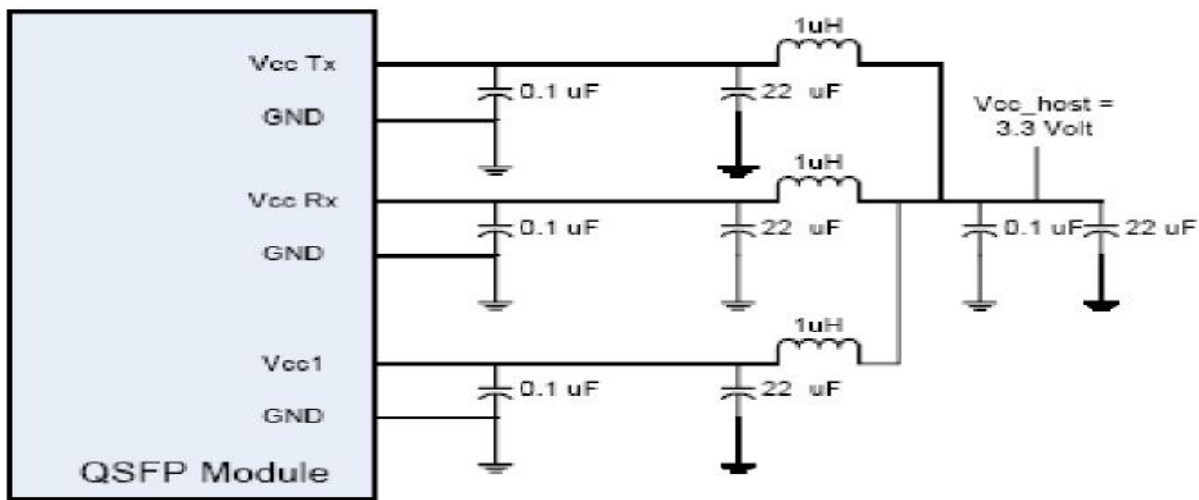 1uH
Vcc Tx
0.1 uF
22 uF
GND
Vcc_host =
3.3 Volt
1uH
Vcc Rx
0.1 uF
22 uF
0.1 uF
22 uF
GND
1uH
Vcc1
0.1 uF
22 uF
GND
QSFP Module